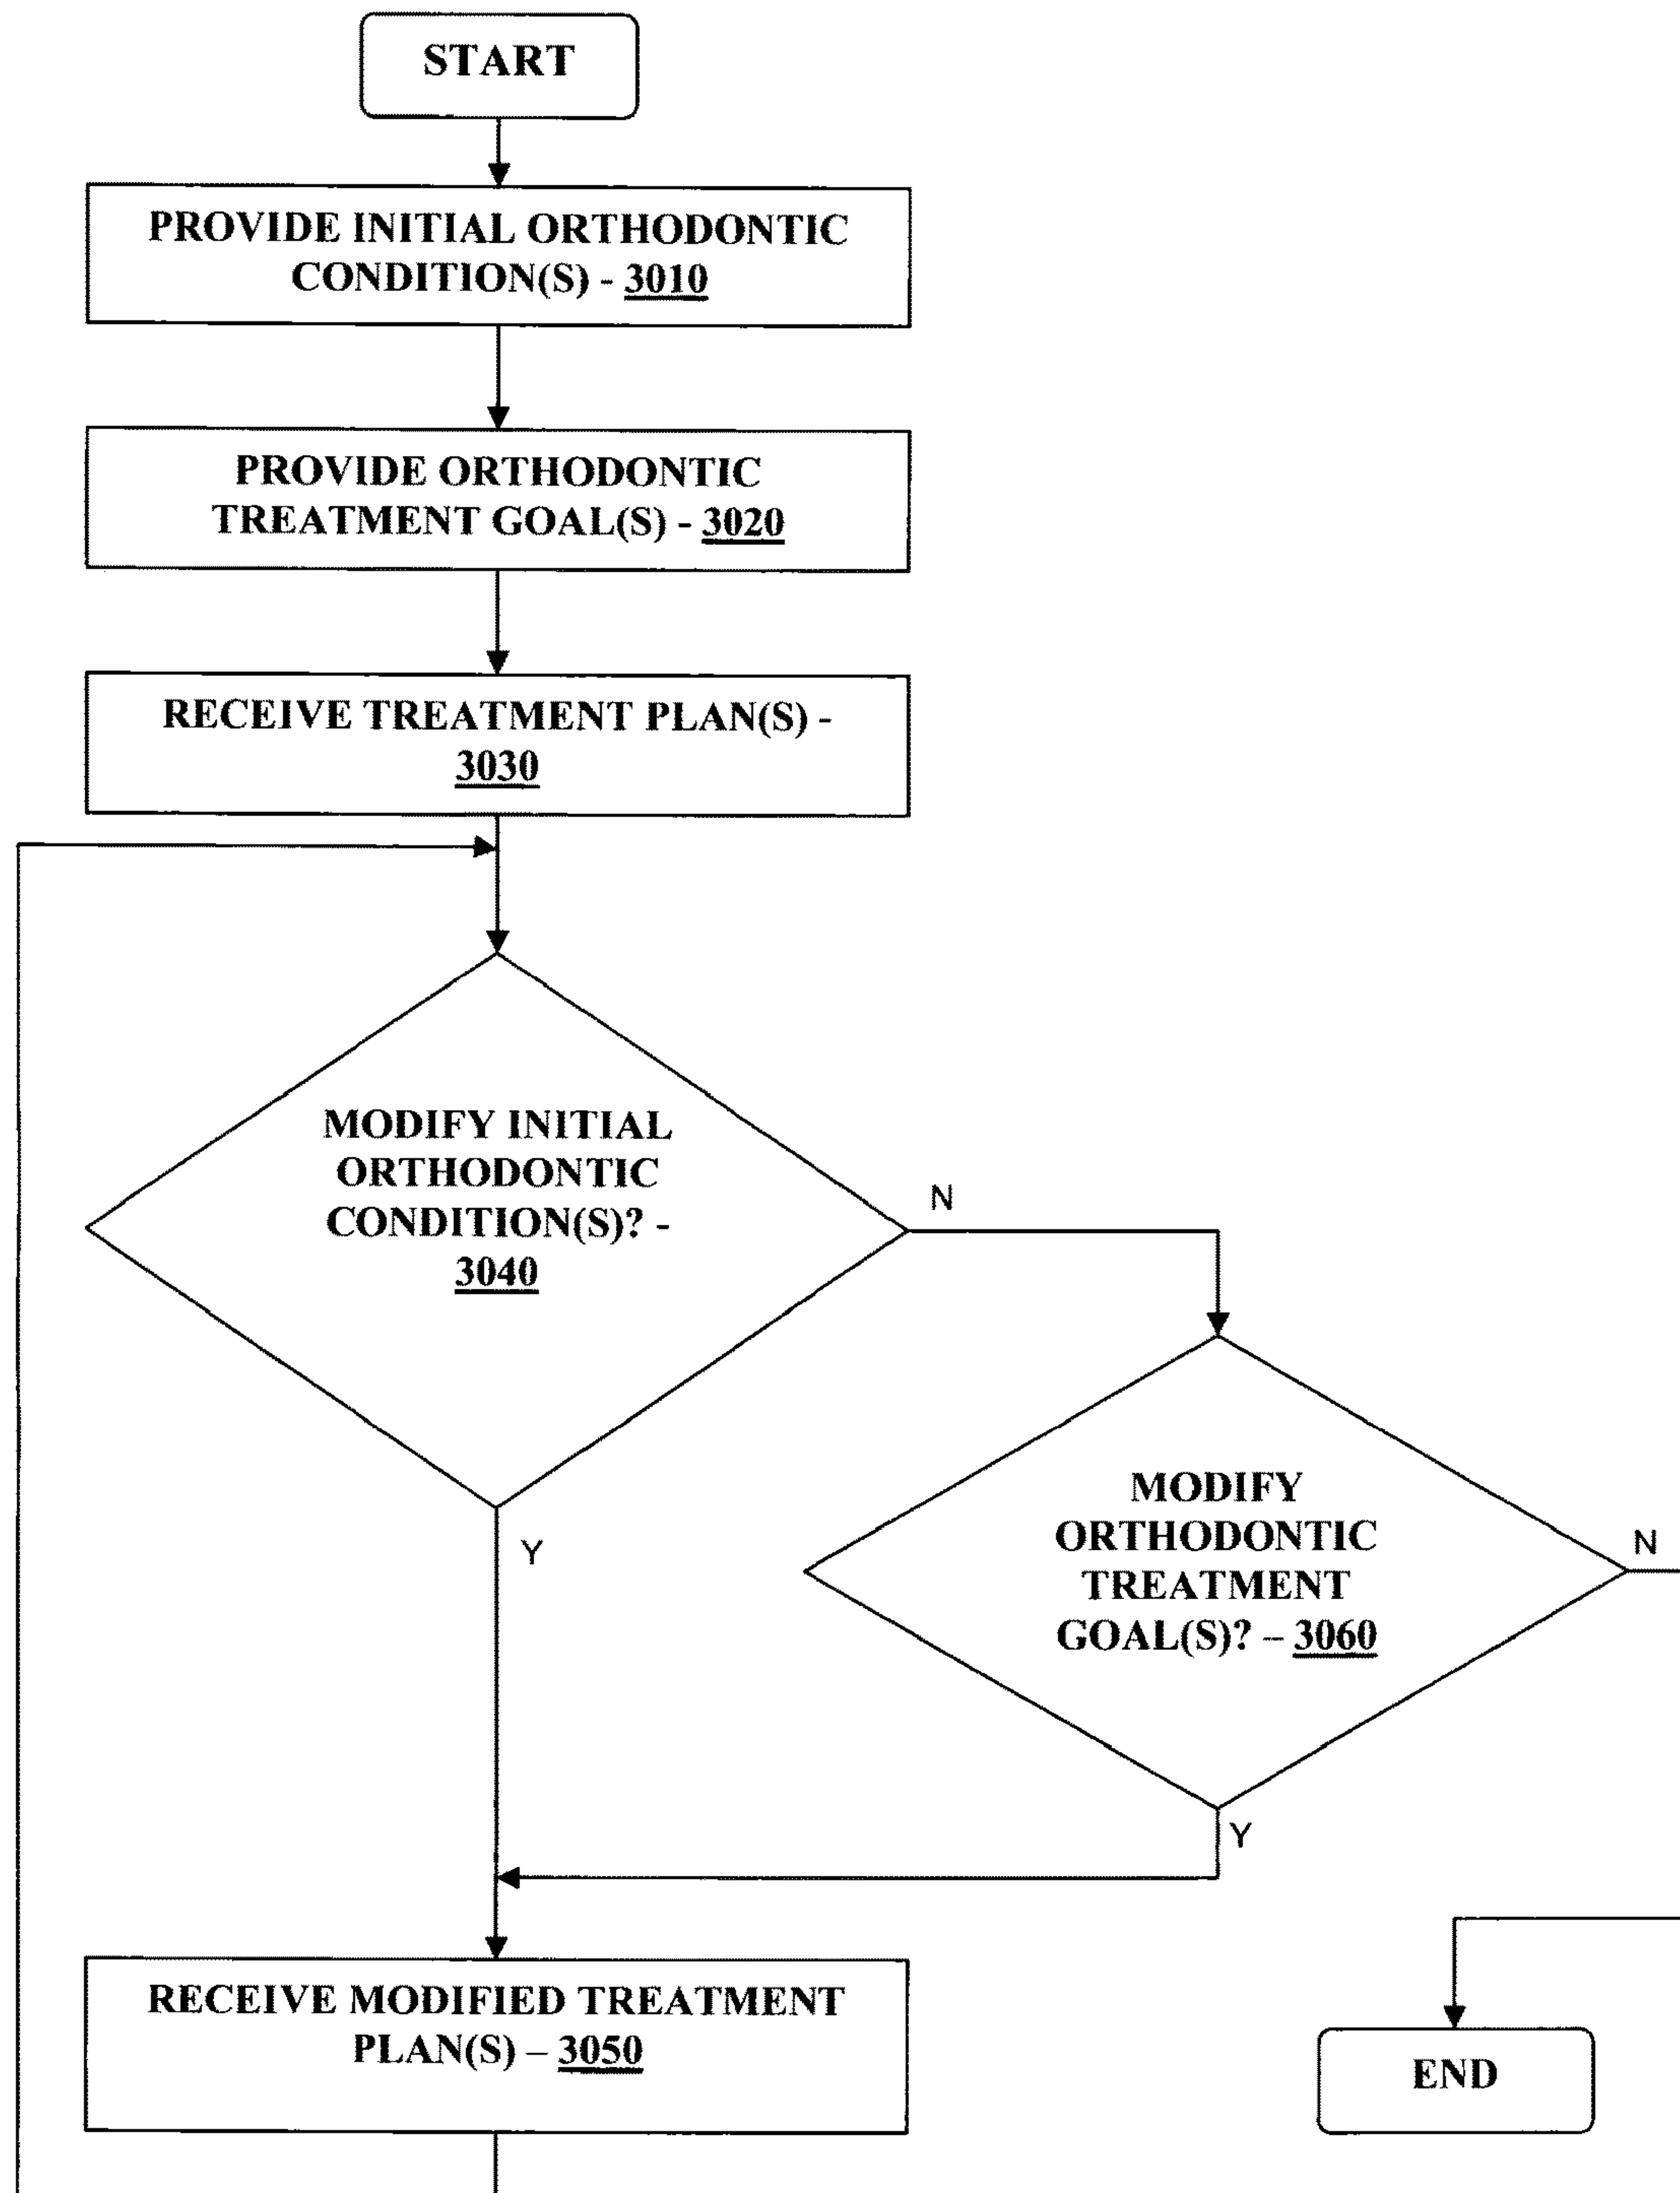 START
PROVIDE INITIAL ORTHODONTIC
CONDITION(S) - 3010
PROVIDE ORTHODONTIC
TREATMENT GOAL(S) - 3020
RECEIVE TREATMENT PLAN(S) -
3030
MODIFY INITIAL
ORTHODONTIC
CONDITION(S)? -
3040
N
Y
MODIFY
ORTHODONTIC
TREATMENT
GOAL(S)? – 3060
N
Y
RECEIVE MODIFIED TREATMENT
PLAN(S) – 3050
END